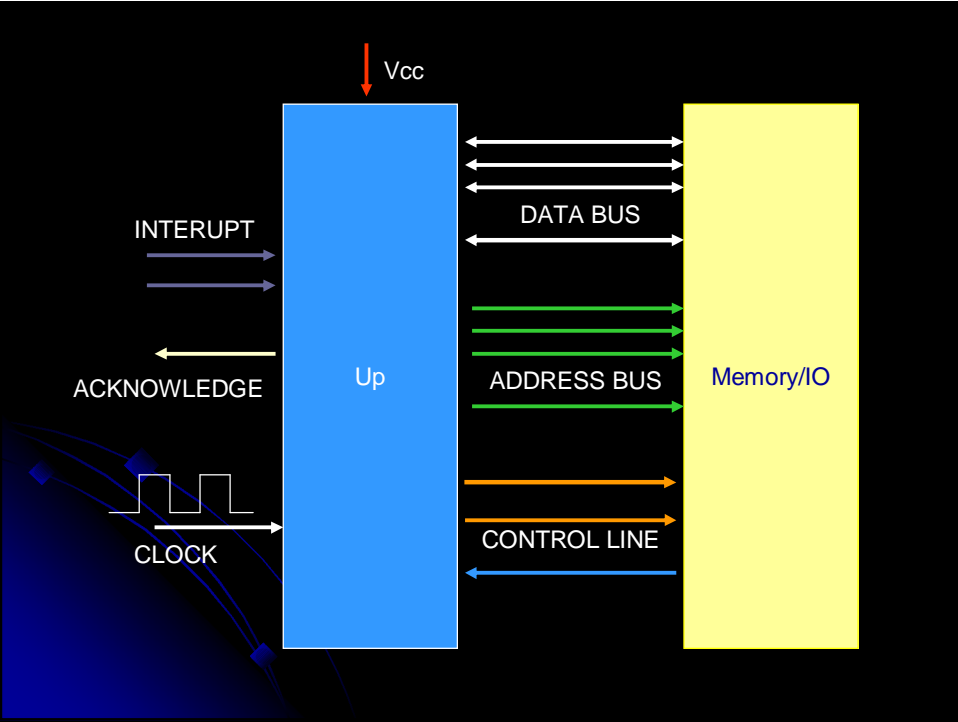 Vcc
DATA BUS
INTERUPT
Up
ADDRESS BUS
Memory/IO
ACKNOWLEDGE
CONTROL LINE
CLOCK